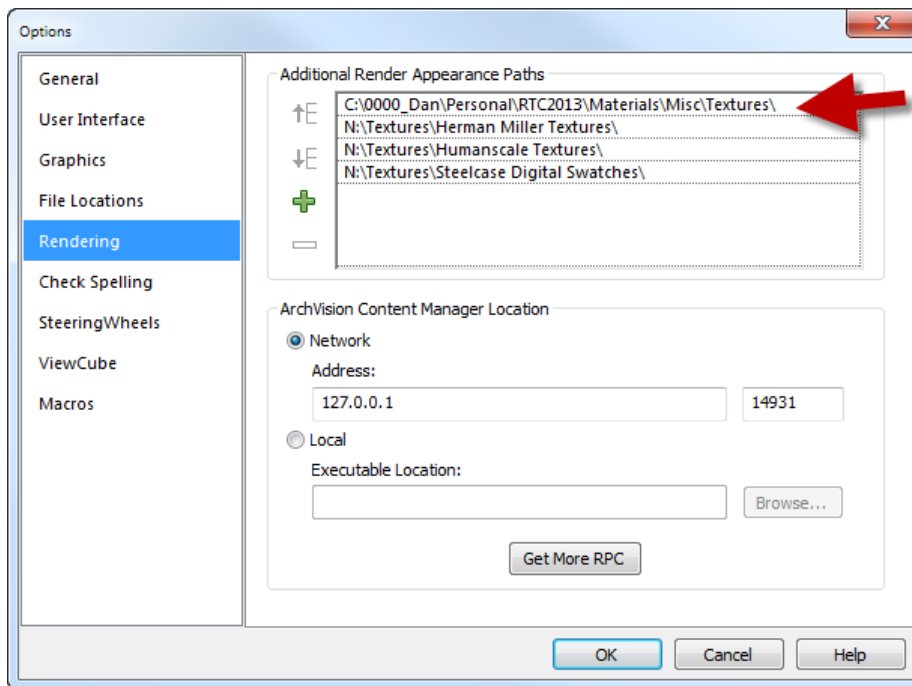 Options
General
User Interface
Graphics
File Locations
Rendering
Check Spelling
SteeringWheels
ViewCube
Macros
Additional Render Appearance Paths
C:\0000_Dan\Personal\RTC2013\Materials\Misc\Textures\
N:\Textures\Herman Miller Textures\
N:\Textures\Humanscale Textures\
N:\Textures\Steelcase Digital Swatches\
ArchVision Content Manager Location
Network
Address:
127.0.0.1 14931
Local
Executable Location:
Browse...
Get More RPC
OK Cancel Help